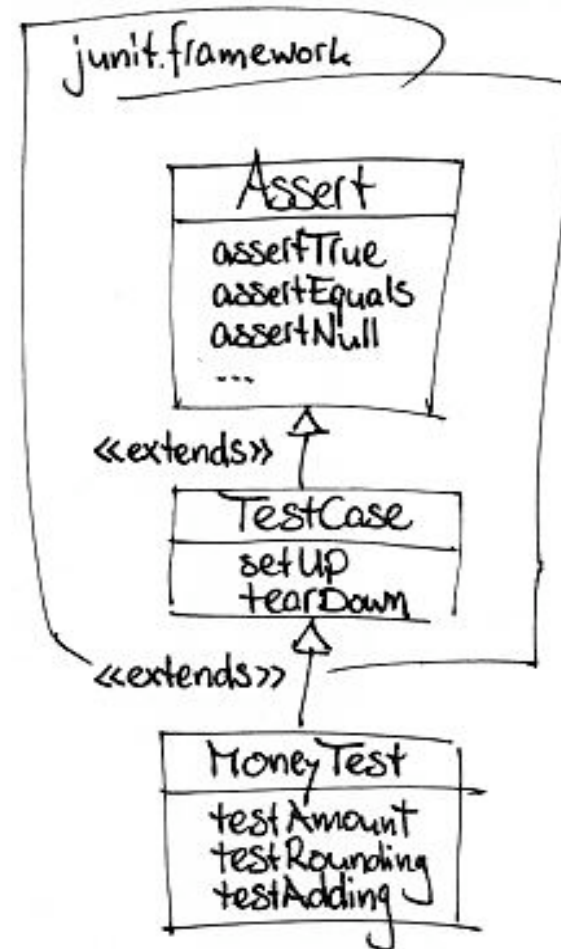 junit.framework
Assert
assertTrue
assertEquals
assertNull
...
«extends»
TestCase
setUp
tearDown
«extends»
MoneyTest
testAmount
testRounding
testAdding